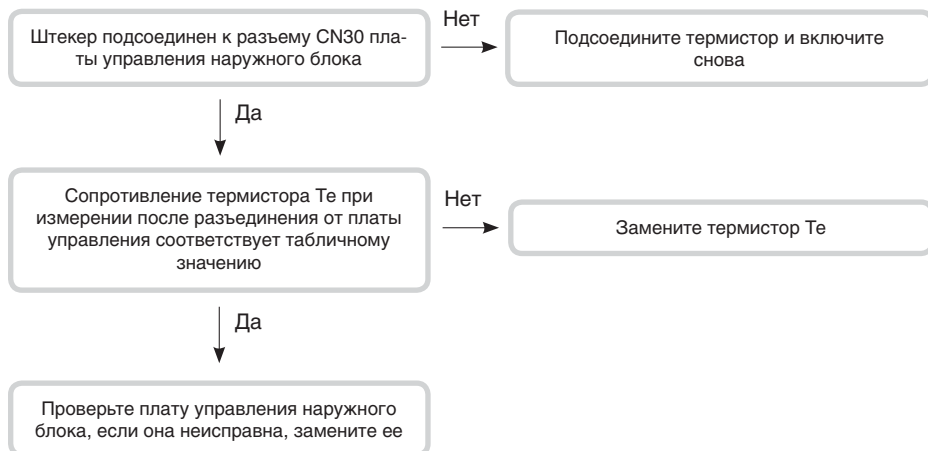 Штекер подсоединен к разъему CN30 пла-
ты управления наружного блока
Нет
Подсоедините термистор и включите
снова
Да
Сопротивление термистора Te при
измерении после разъединения от платы
управления соответствует табличному
значению
Нет
Замените термистор Te
Да
Проверьте плату управления наружного
блока, если она неисправна, замените ее